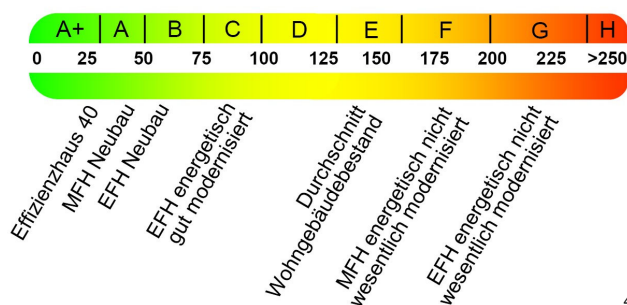 A+ A B C D E F G H
0 25 50 75 100 125 150 175 200 225 >250
Effizienzhaus 40
MFH Neubau
EFH Neubau
EFH energetisch
gut modernisiert
Durchschnitt
Wohngebäudebestand
MFH energetisch nicht
wesentlich modernisiert
EFH energetisch nicht
wesentlich modernisiert